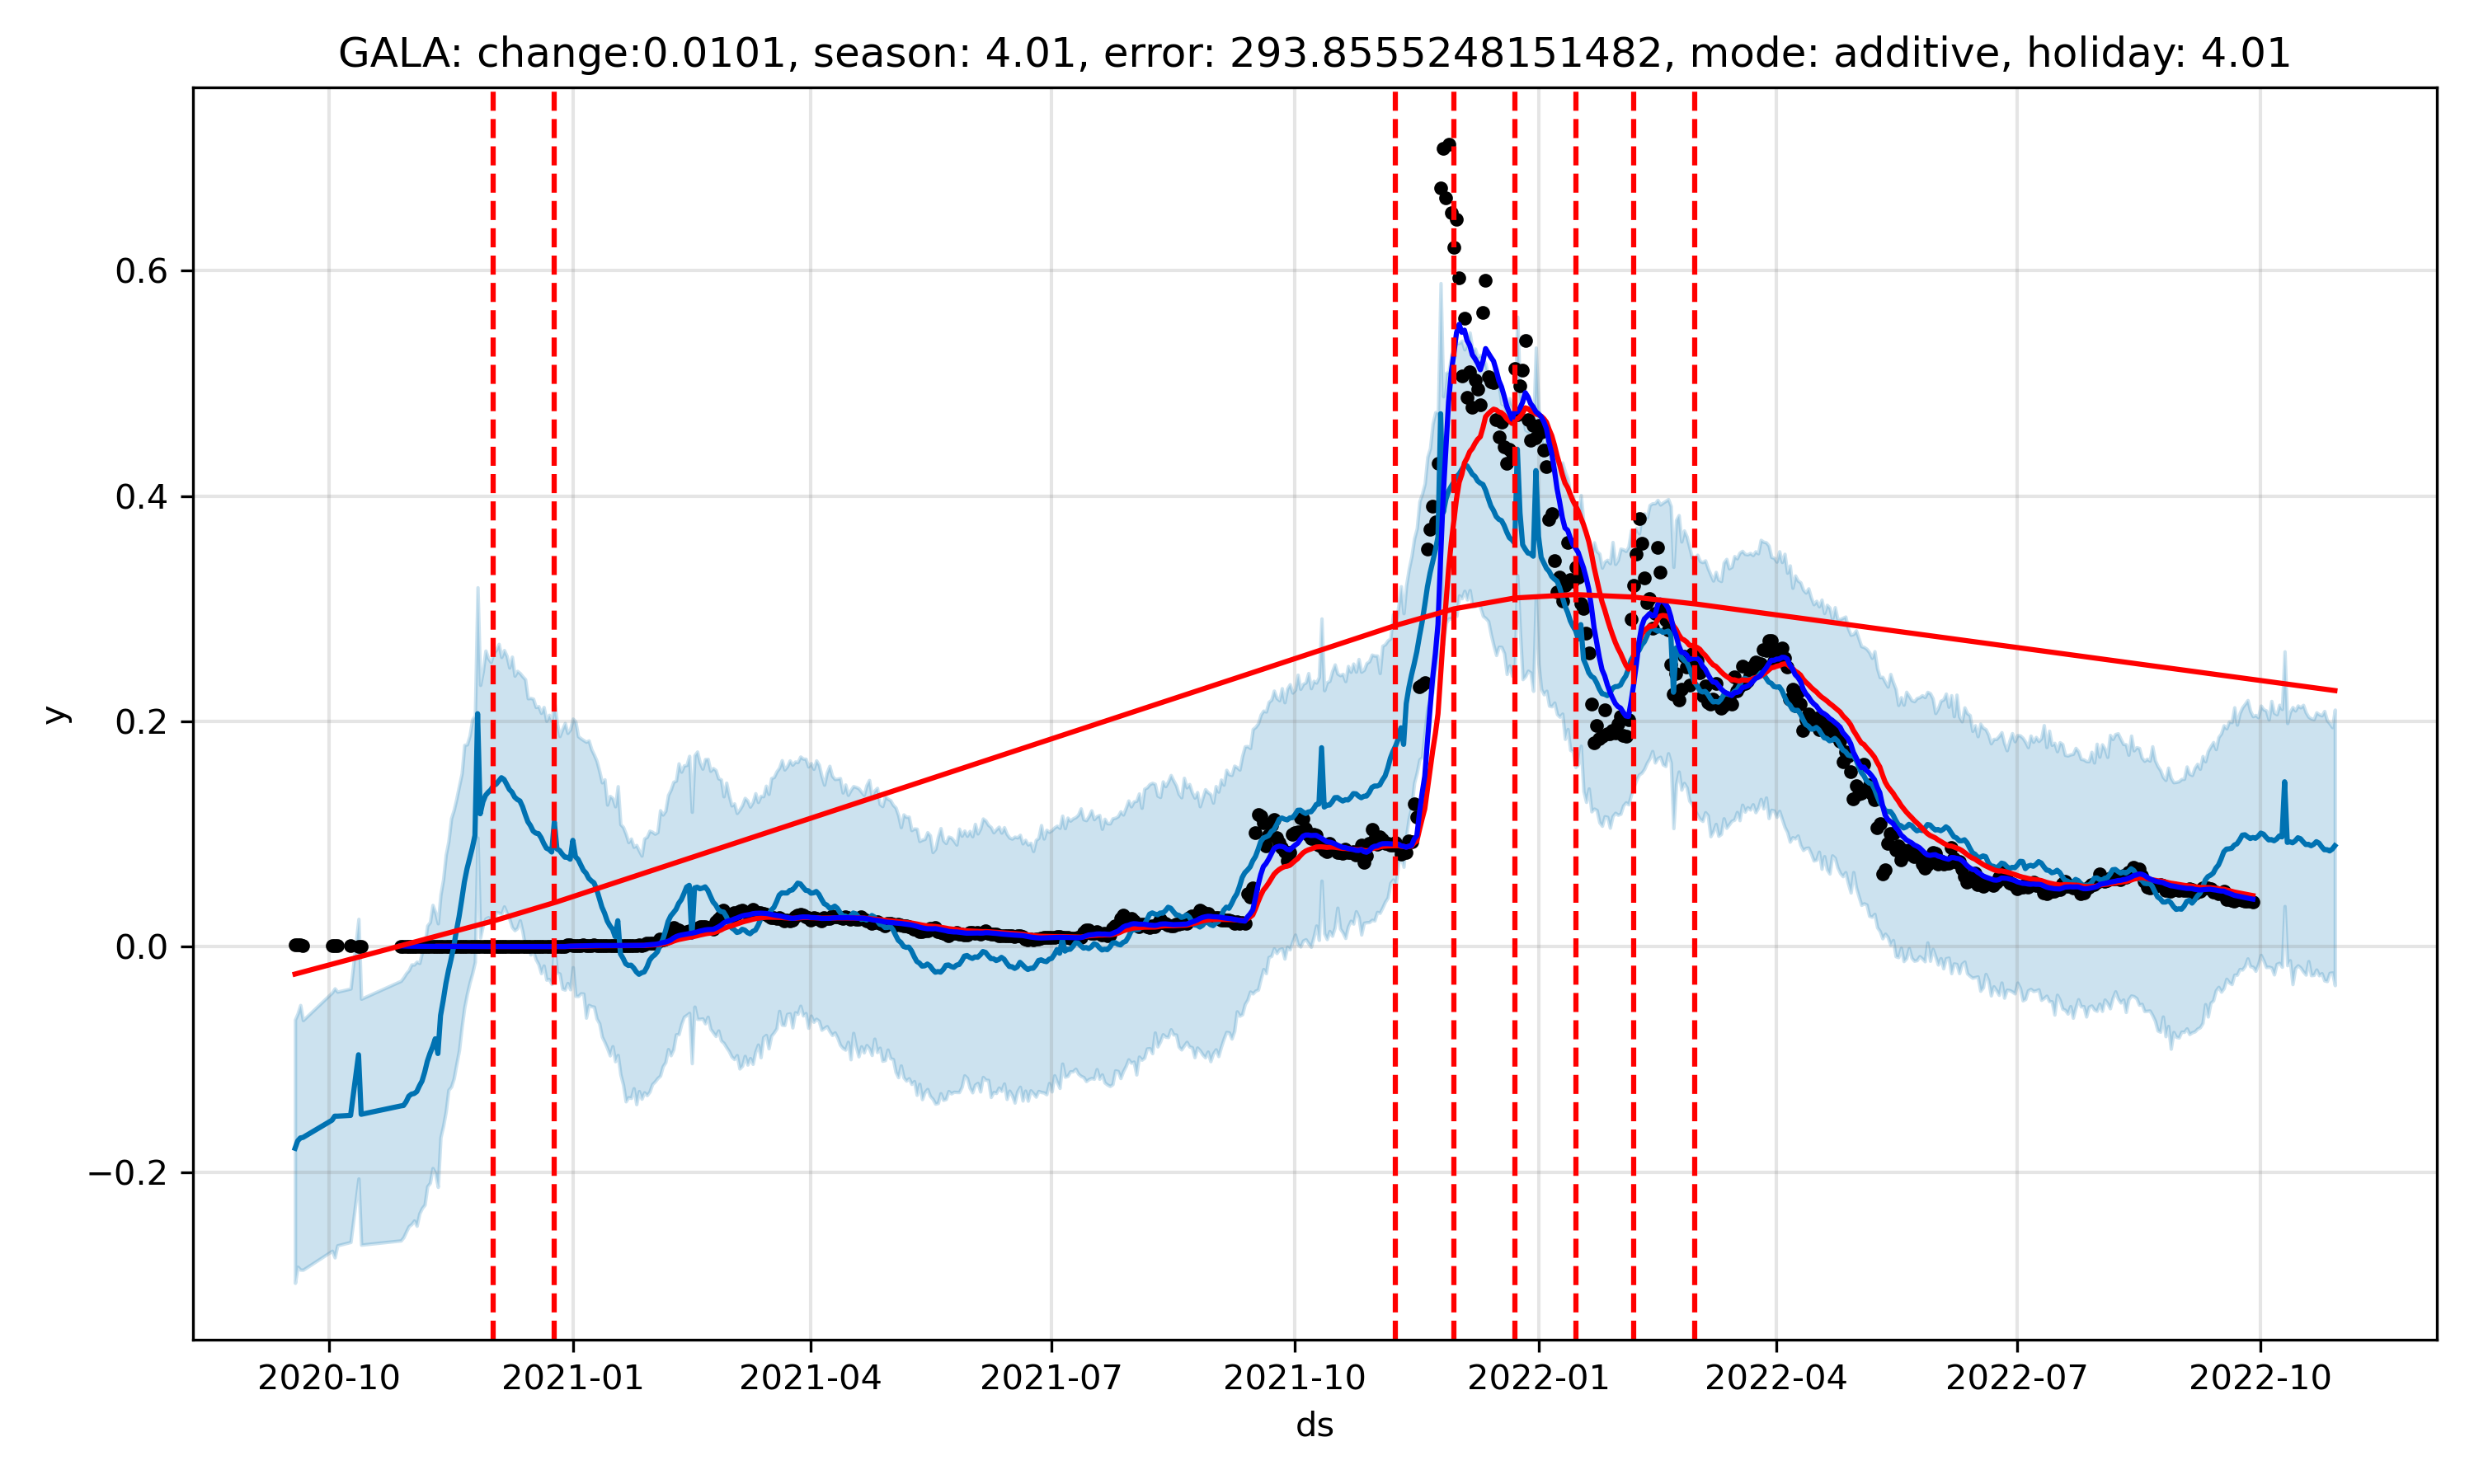 GALA: change:0.0101, season: 4.01, error: 293.8555248151482, mode: additive, holiday: 4.01
0.6
0.4
y
0.2
0.0
−0.2
2020-10 2021-01 2021-04 2021-07 2021-10 2022-01 2022-04 2022-07 2022-10
ds